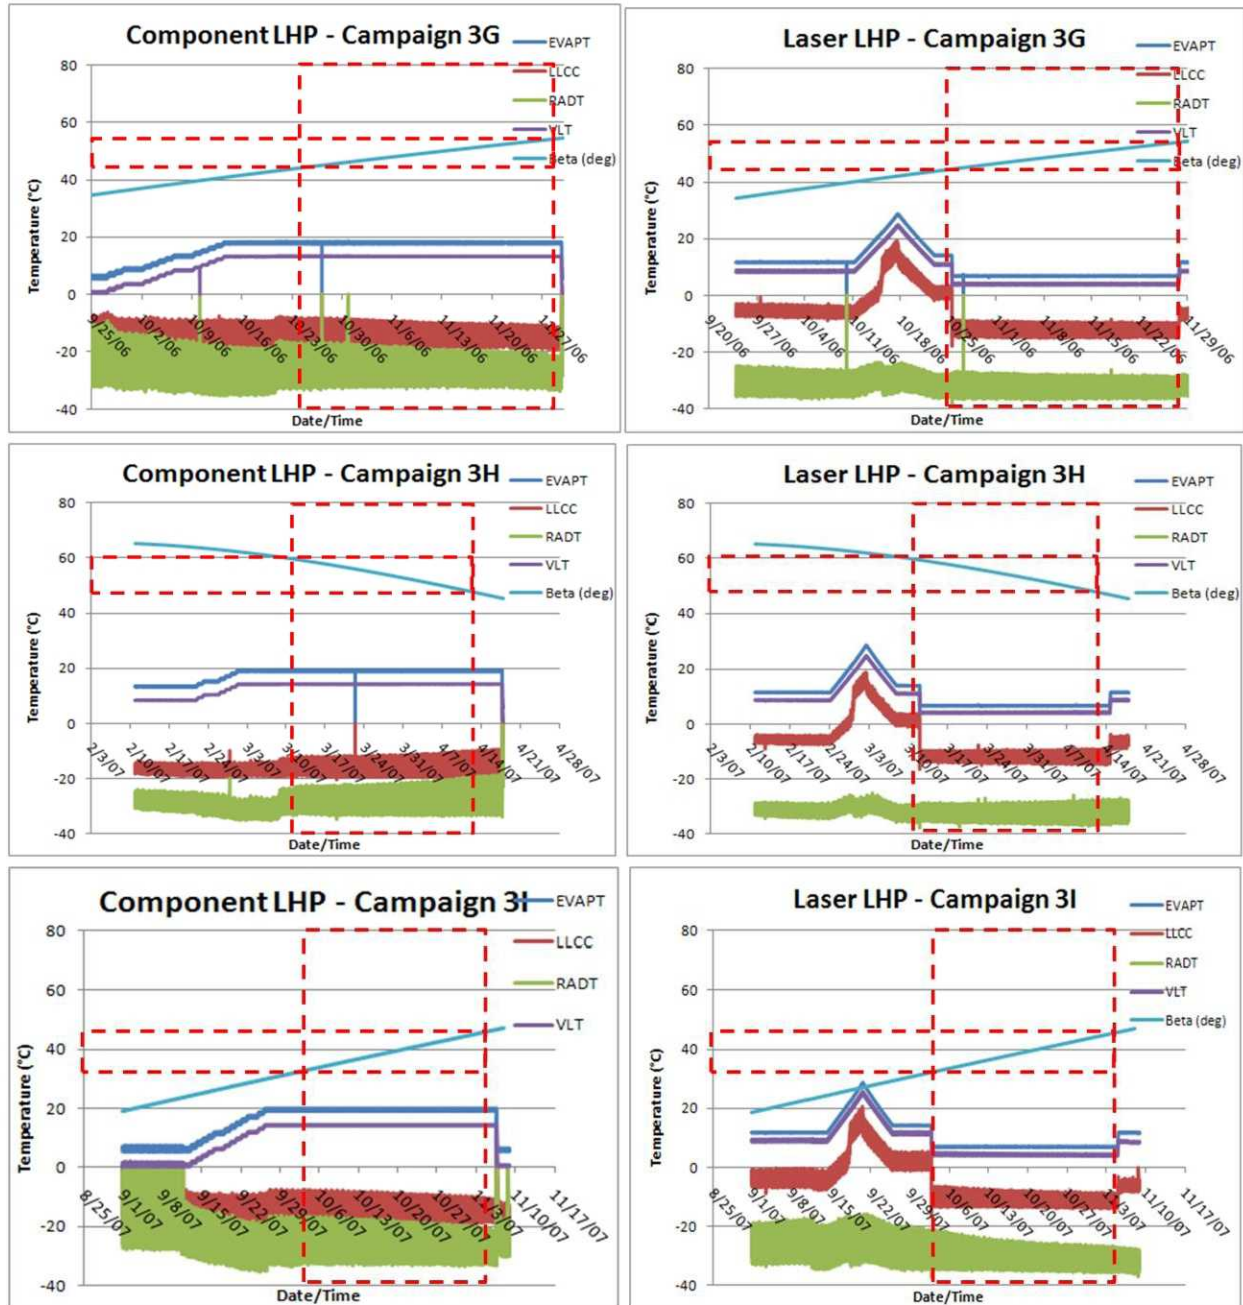 Component LHP - Campaign 3G
EVAPT
LLCC
RADT
VLT
Beta (deg)
Temperature (°C)
80
60
40
20
0
-20
-40
9/25/06
10/2/06
10/9/06
10/16/06
10/23/06
10/30/06
11/6/06
11/13/06
11/20/06
11/27/06
Date/Time
Laser LHP - Campaign 3G
EVAPT
LLCC
RADT
VLT
Beta (deg)
Temperature (°C)
80
60
40
20
0
-20
-40
9/20/06
9/27/06
10/4/06
10/11/06
10/18/06
10/25/06
11/1/06
11/8/06
11/15/06
11/22/06
11/29/06
Date/Time
Component LHP - Campaign 3H
EVAPT
LLCC
RADT
VLT
Beta (deg)
Temperature (°C)
80
60
40
20
0
-20
-40
2/3/07
2/10/07
2/17/07
2/24/07
3/3/07
3/10/07
3/17/07
3/24/07
3/31/07
4/7/07
4/14/07
4/21/07
4/28/07
Date/Time
Laser LHP - Campaign 3H
EVAPT
LLCC
RADT
VLT
Beta (deg)
Temperature (°C)
80
60
40
20
0
-20
-40
2/3/07
2/10/07
2/17/07
2/24/07
3/3/07
3/10/07
3/17/07
3/24/07
3/31/07
4/7/07
4/14/07
4/21/07
4/28/07
Date/Time
Component LHP - Campaign 3I
EVAPT
LLCC
RADT
VLT
Temperature (°C)
80
60
40
20
0
-20
-40
8/25/07
9/1/07
9/8/07
9/15/07
9/22/07
9/29/07
10/6/07
10/13/07
10/20/07
10/27/07
11/3/07
11/10/07
11/17/07
Date/Time
Laser LHP - Campaign 3I
EVAPT
LLCC
RADT
VLT
Beta (deg)
Temperature (°C)
80
60
40
20
0
-20
-40
8/25/07
9/1/07
9/8/07
9/15/07
9/22/07
9/29/07
10/6/07
10/13/07
10/20/07
10/27/07
11/3/07
11/10/07
11/17/07
Date/Time